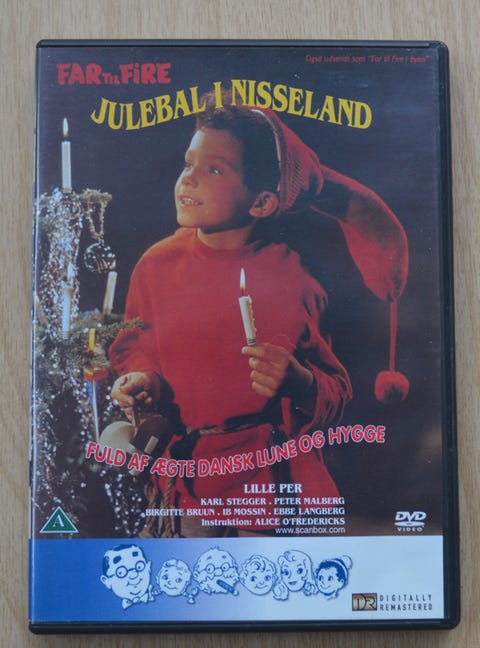 Også udsendt som "Far til Fire i Byen"
FAR TIL FIRE
JULEBAL I NISSELAND
FULD AF ÆGTE DANSK LUNE OG HYGGE
LILLE PER
KARL STEGGER . PETER MALBERG
BIRGITTE BRUUN . IB MOSSIN . EBBE LANGBERG
Instruktion: ALICE O'FREDERICKS
www.scanbox.com
A
DVD
VIDEO
DR DIGITALLY
REMASTERED